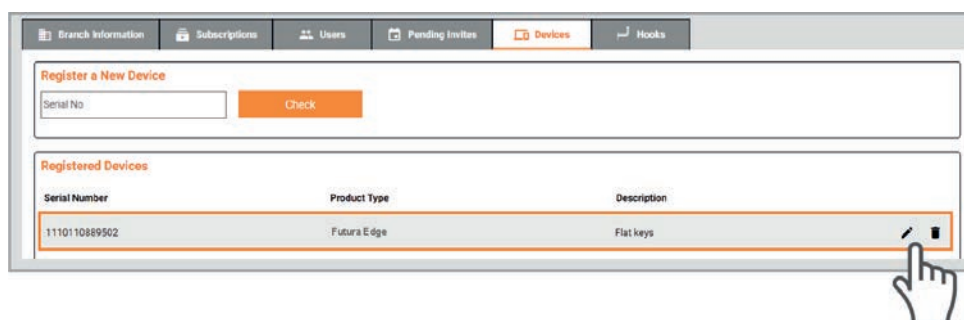 Branch Information Subscriptions Users Pending Invites Devices Hooks
Register a New Device
Serial No Check
Registered Devices
Serial Number Product Type Description
1110110889502 Futura Edge Flat keys